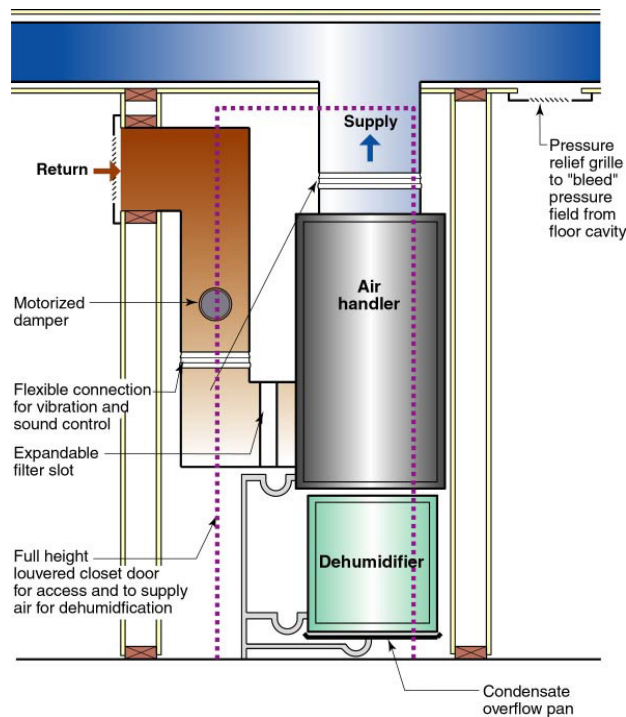 Supply
Return
Pressure
relief grille
to "bleed"
pressure
field from
floor cavity
Air
handler
Motorized
damper
Flexible connection
for vibration and
sound control
Expandable
filter slot
Full height
louvered closet door
for access and to supply
air for dehumidfication
Dehumidifier
Condensate
overflow pan